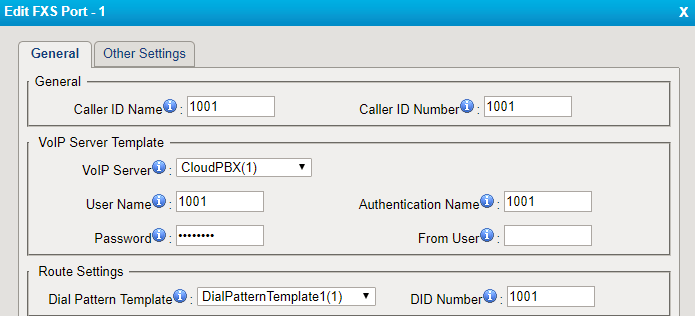 Edit FXS Port - 1 X
General Other Settings
General
Caller ID Name i : 1001 Caller ID Number i : 1001
VoIP Server Template
VoIP Server i : CloudPBX(1)
User Name i : 1001 Authentication Name i : 1001
Password i : •••••••• From User i :
Route Settings
Dial Pattern Template i : DialPatternTemplate1(1) DID Number i : 1001